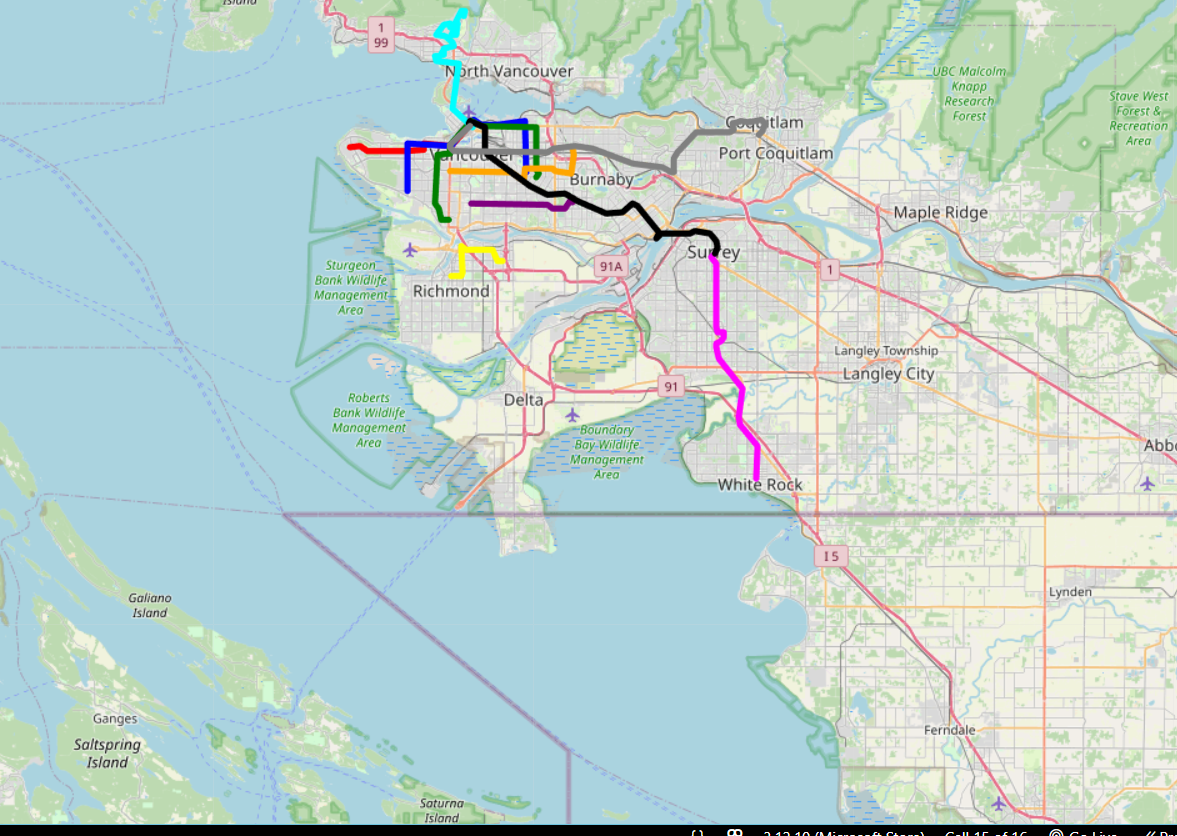 Island
1
99
North Vancouver
UBC Malcolm
Knapp
Research
Forest
Stave West
Forest &
Recreation
Area
Coquitlam
Vancouver
Port Coquitlam
Burnaby
Maple Ridge
Surrey
Sturgeon
Bank Wildlife
Management
Area
91A
1
Richmond
Langley Township
Langley City
91
Roberts
Bank Wildlife
Management
Area
Delta
Boundary
Bay Wildlife
Management
Area
Abbo
White Rock
I 5
Lynden
Galiano
Island
Ganges
Saltspring
Island
Ferndale
Saturna
Island
3.12.10 (Microsoft Store)
Cell 15 of 16
Go Live